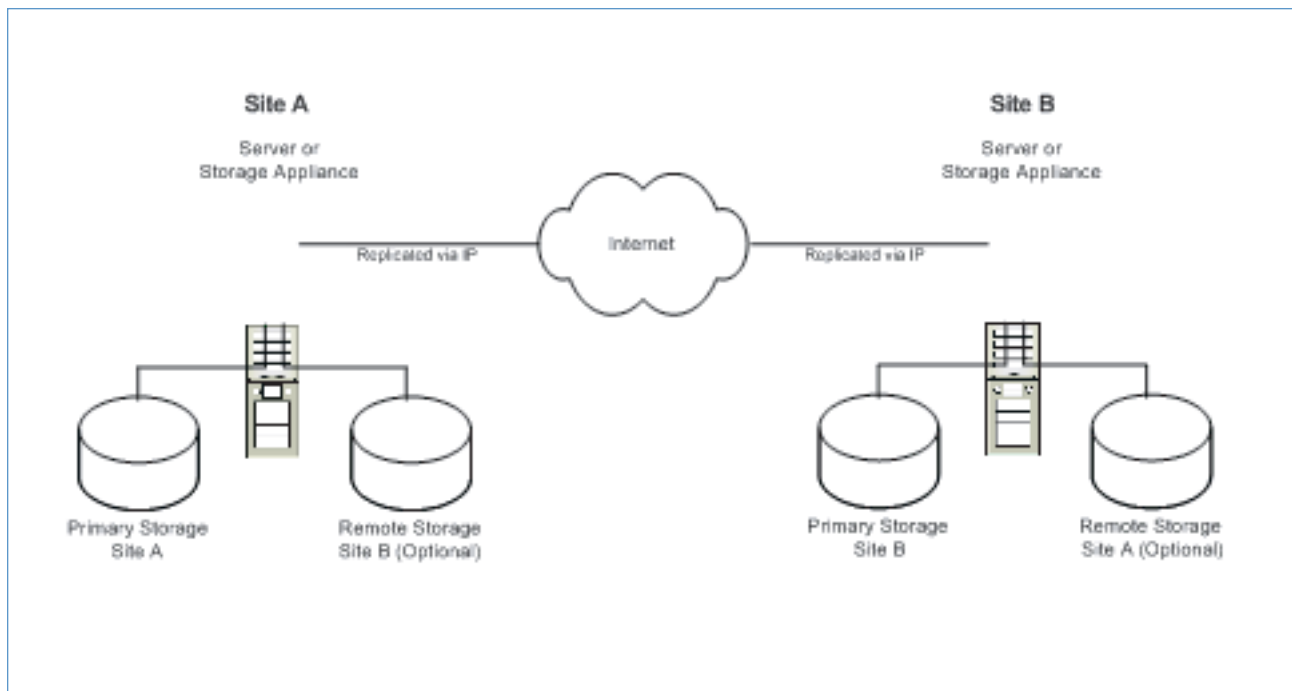 Site A
Server or
Storage Appliance
Site B
Server or
Storage Appliance
Replicated via IP
Internet
Replicated via IP
Primary Storage
Site A
Remote Storage
Site B (Optional)
Primary Storage
Site B
Remote Storage
Site A (Optional)